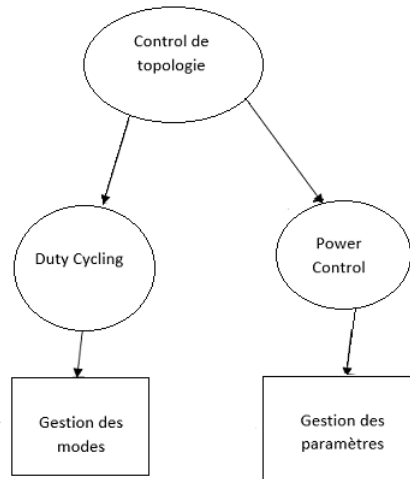 Control de
topologie
Duty Cycling
Power
Control
Gestion des
modes
Gestion des
paramètres